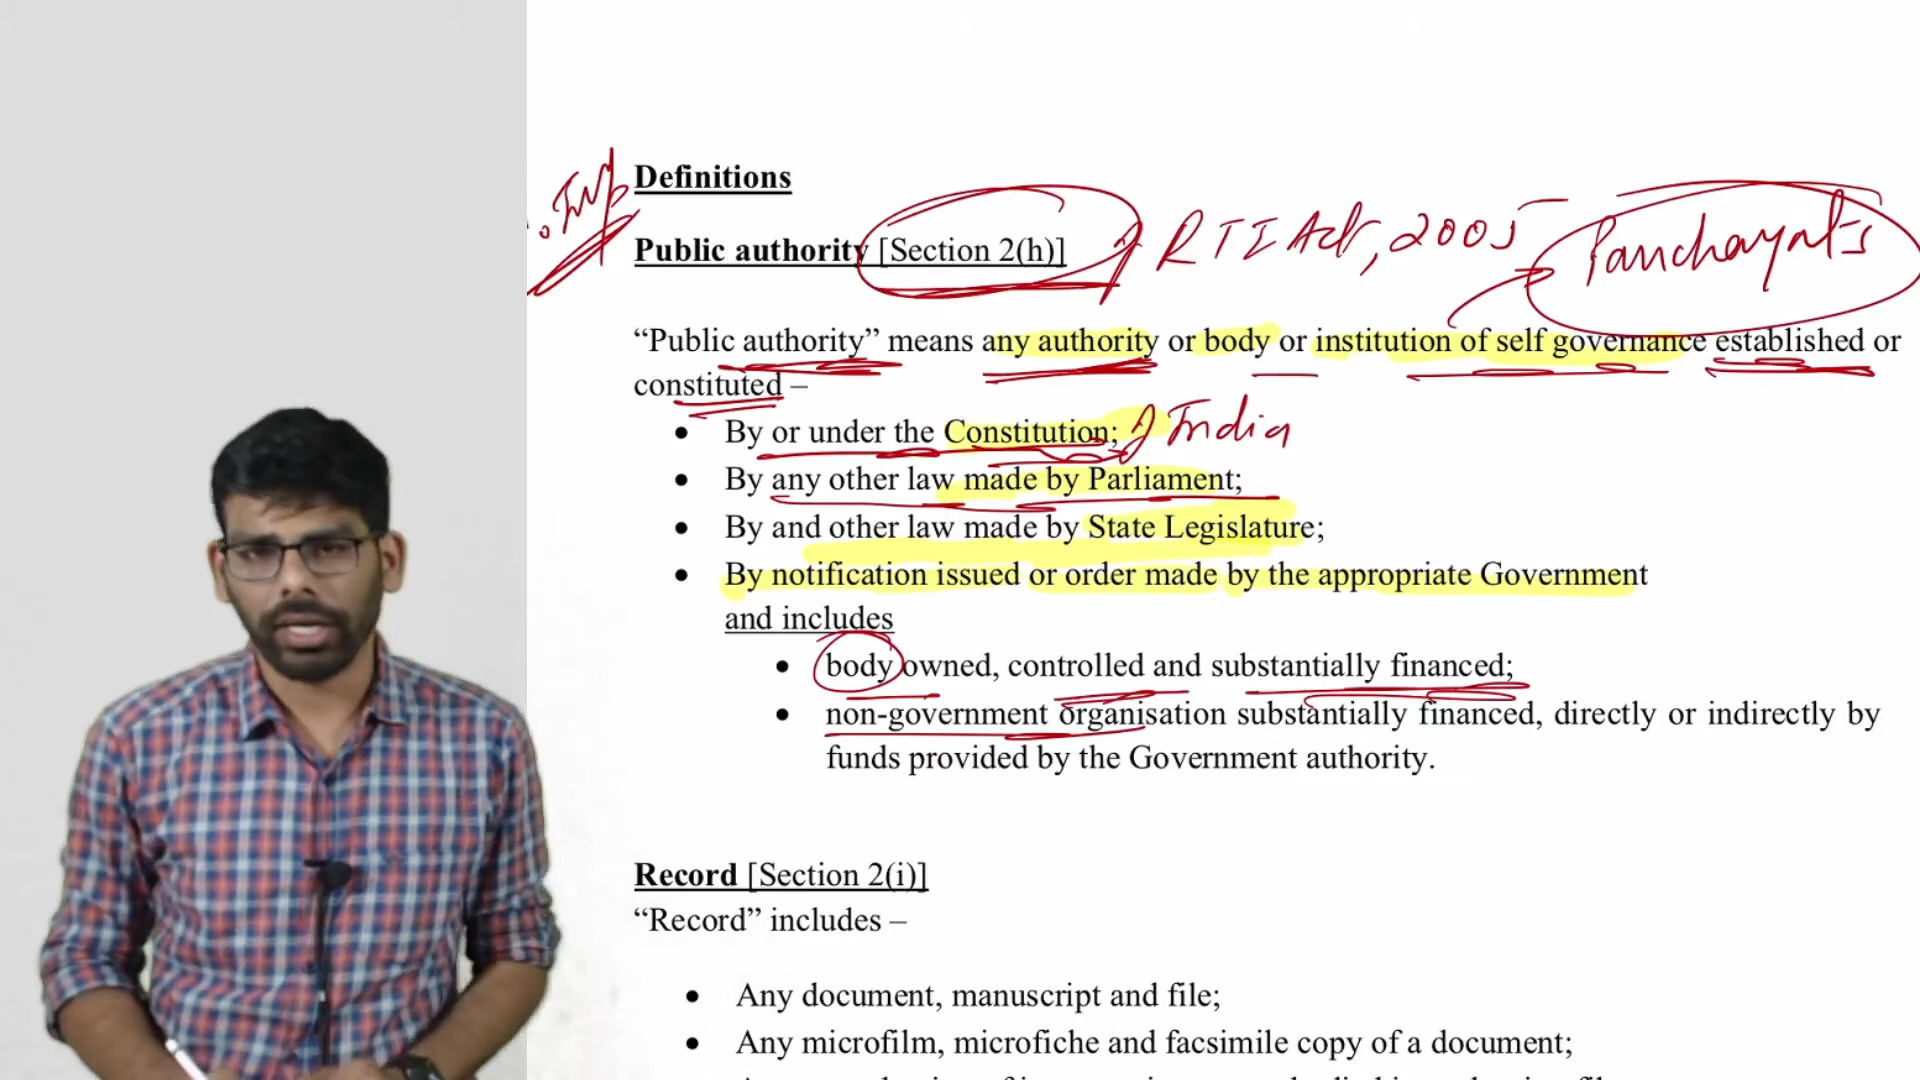 Definitions
. Imp
Public authority [Section 2(h)] of RTI Act, 2005
Panchayats
“Public authority” means any authority or body or institution of self governance established or
constituted –
• By or under the Constitution; of India
• By any other law made by Parliament;
• By and other law made by State Legislature;
• By notification issued or order made by the appropriate Government
and includes
• body owned, controlled and substantially financed;
• non-government organisation substantially financed, directly or indirectly by
funds provided by the Government authority.
Record [Section 2(i)]
“Record” includes –
• Any document, manuscript and file;
• Any microfilm, microfiche and facsimile copy of a document;